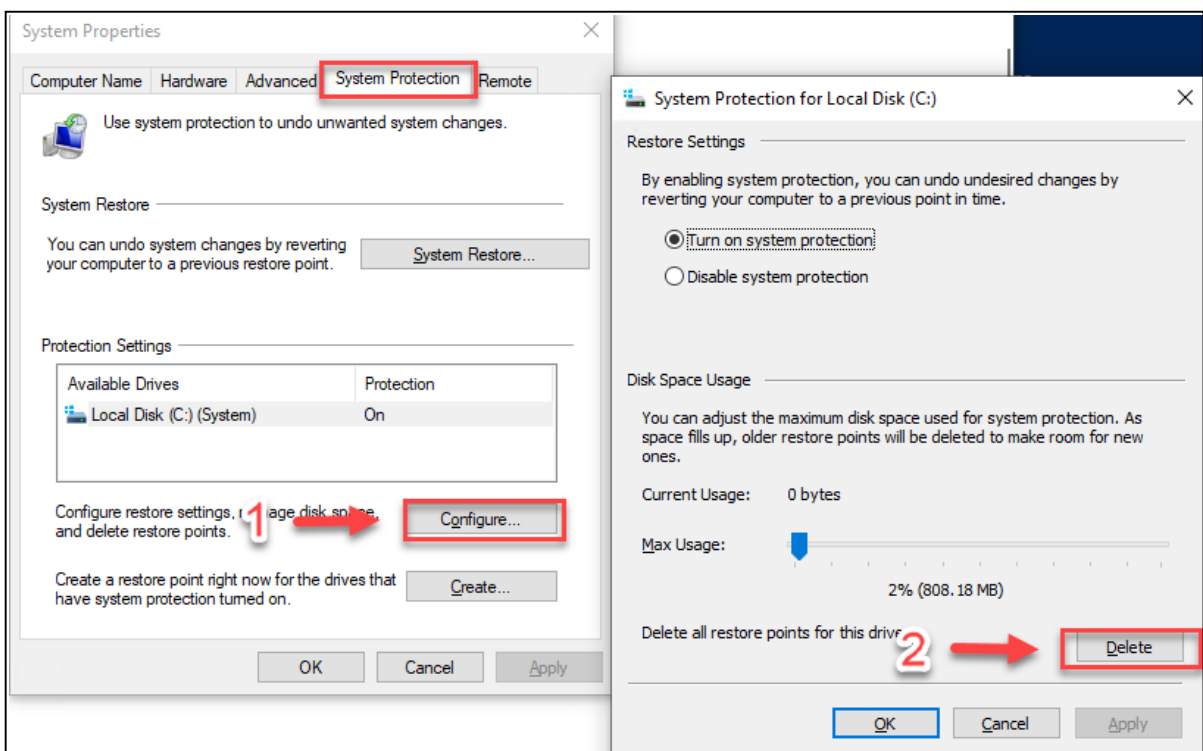 System Properties
Computer Name Hardware Advanced System Protection Remote
Use system protection to undo unwanted system changes.
System Restore
You can undo system changes by reverting
your computer to a previous restore point.
System Restore...
Protection Settings
Available Drives Protection
Local Disk (C:) (System) On
Configure restore settings, disk space,
and delete restore points.
1
Configure...
Create a restore point right now for the drives that
have system protection turned on.
Create...
OK Cancel Apply
System Protection for Local Disk (C:)
Restore Settings
By enabling system protection, you can undo undesired changes by
reverting your computer to a previous point in time.
Turn on system protection
Disable system protection
Disk Space Usage
You can adjust the maximum disk space used for system protection. As
space fills up, older restore points will be deleted to make room for new
ones.
Current Usage: 0 bytes
Max Usage:
2% (808.18 MB)
Delete all restore points for this drive
2
Delete
OK Cancel Apply